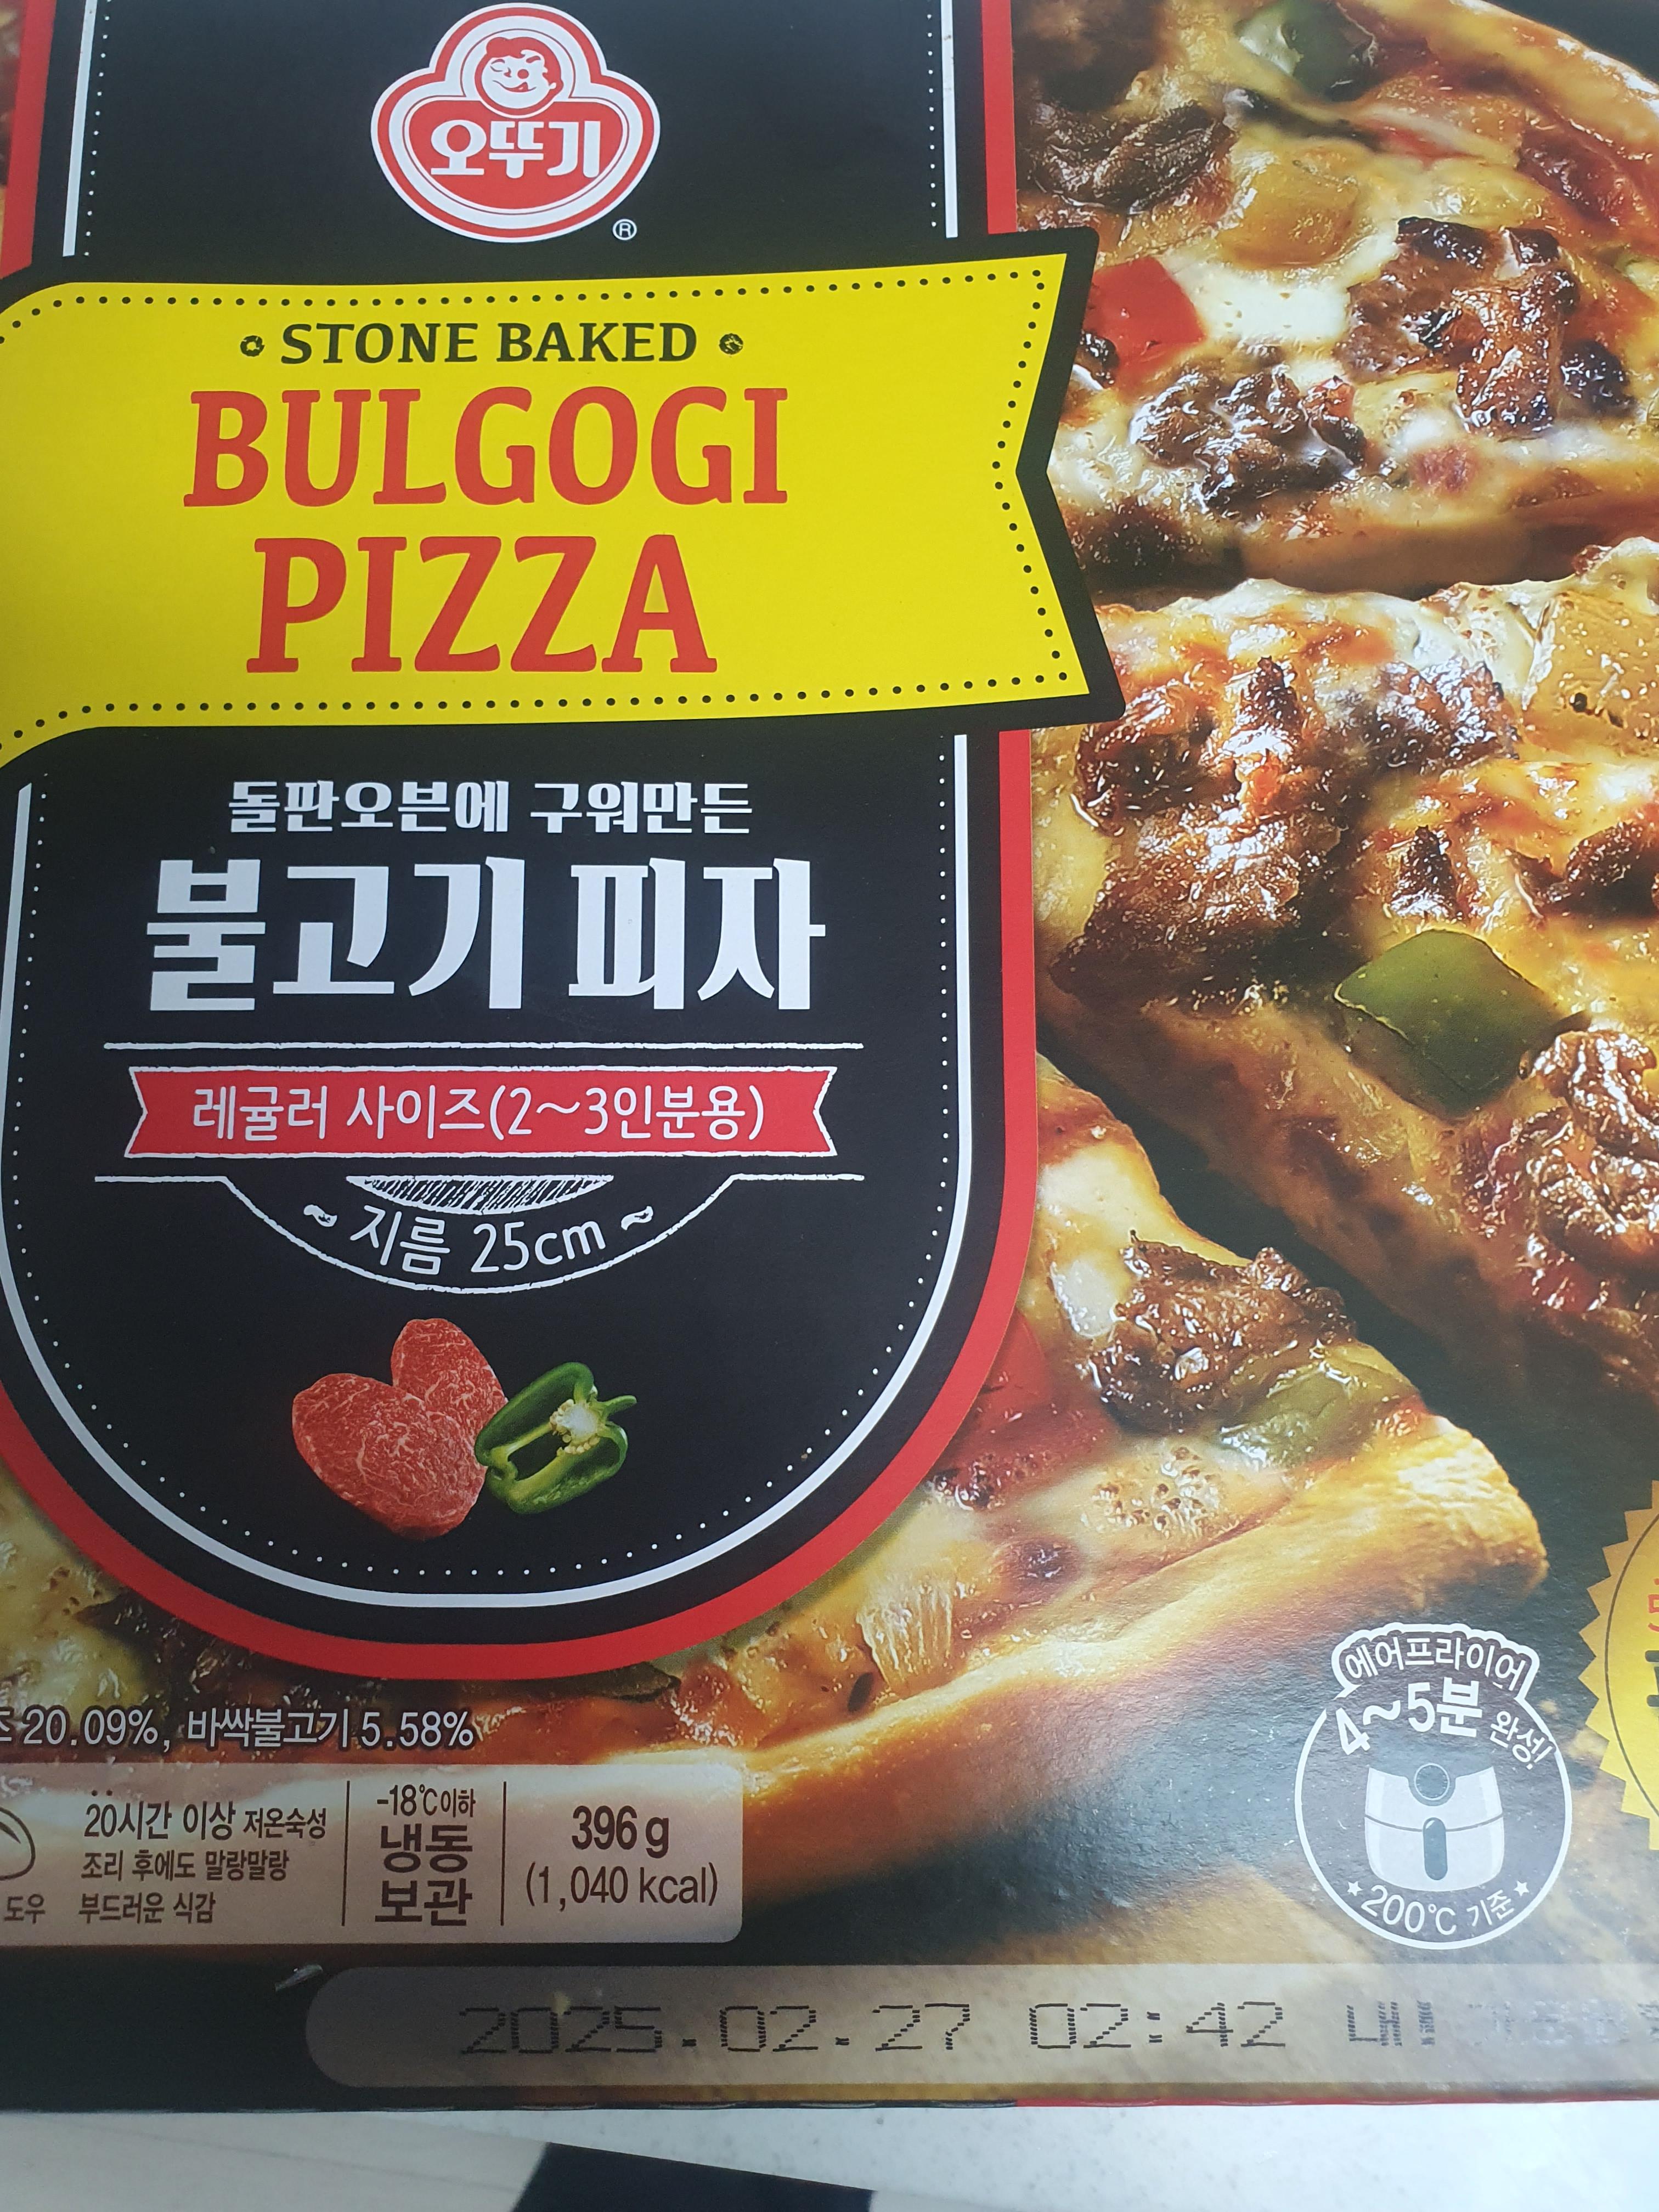 오뚜기
®
STONE BAKED
BULGOGI
PIZZA
돌판오븐에 구워만든
불고기 피자
레귤러 사이즈(2~3인분용)
~ 지름 25cm ~
20.09%, 바싹불고기 5.58%
도우
20시간 이상 저온숙성
조리 후에도 말랑말랑
부드러운 식감
-18℃이하
냉동
보관
396 g
(1,040 kcal)
에어프라이어
4~5분 완성!
200℃ 기준
2025.02.27 02:42